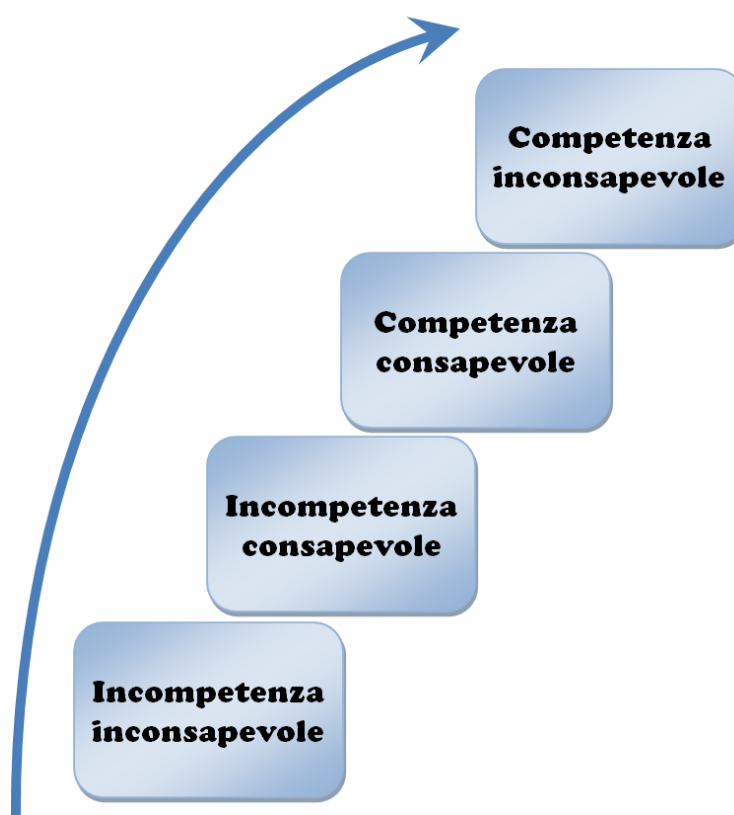 Competenza
inconsapevole
Competenza
consapevole
Incompetenza
consapevole
Incompetenza
inconsapevole